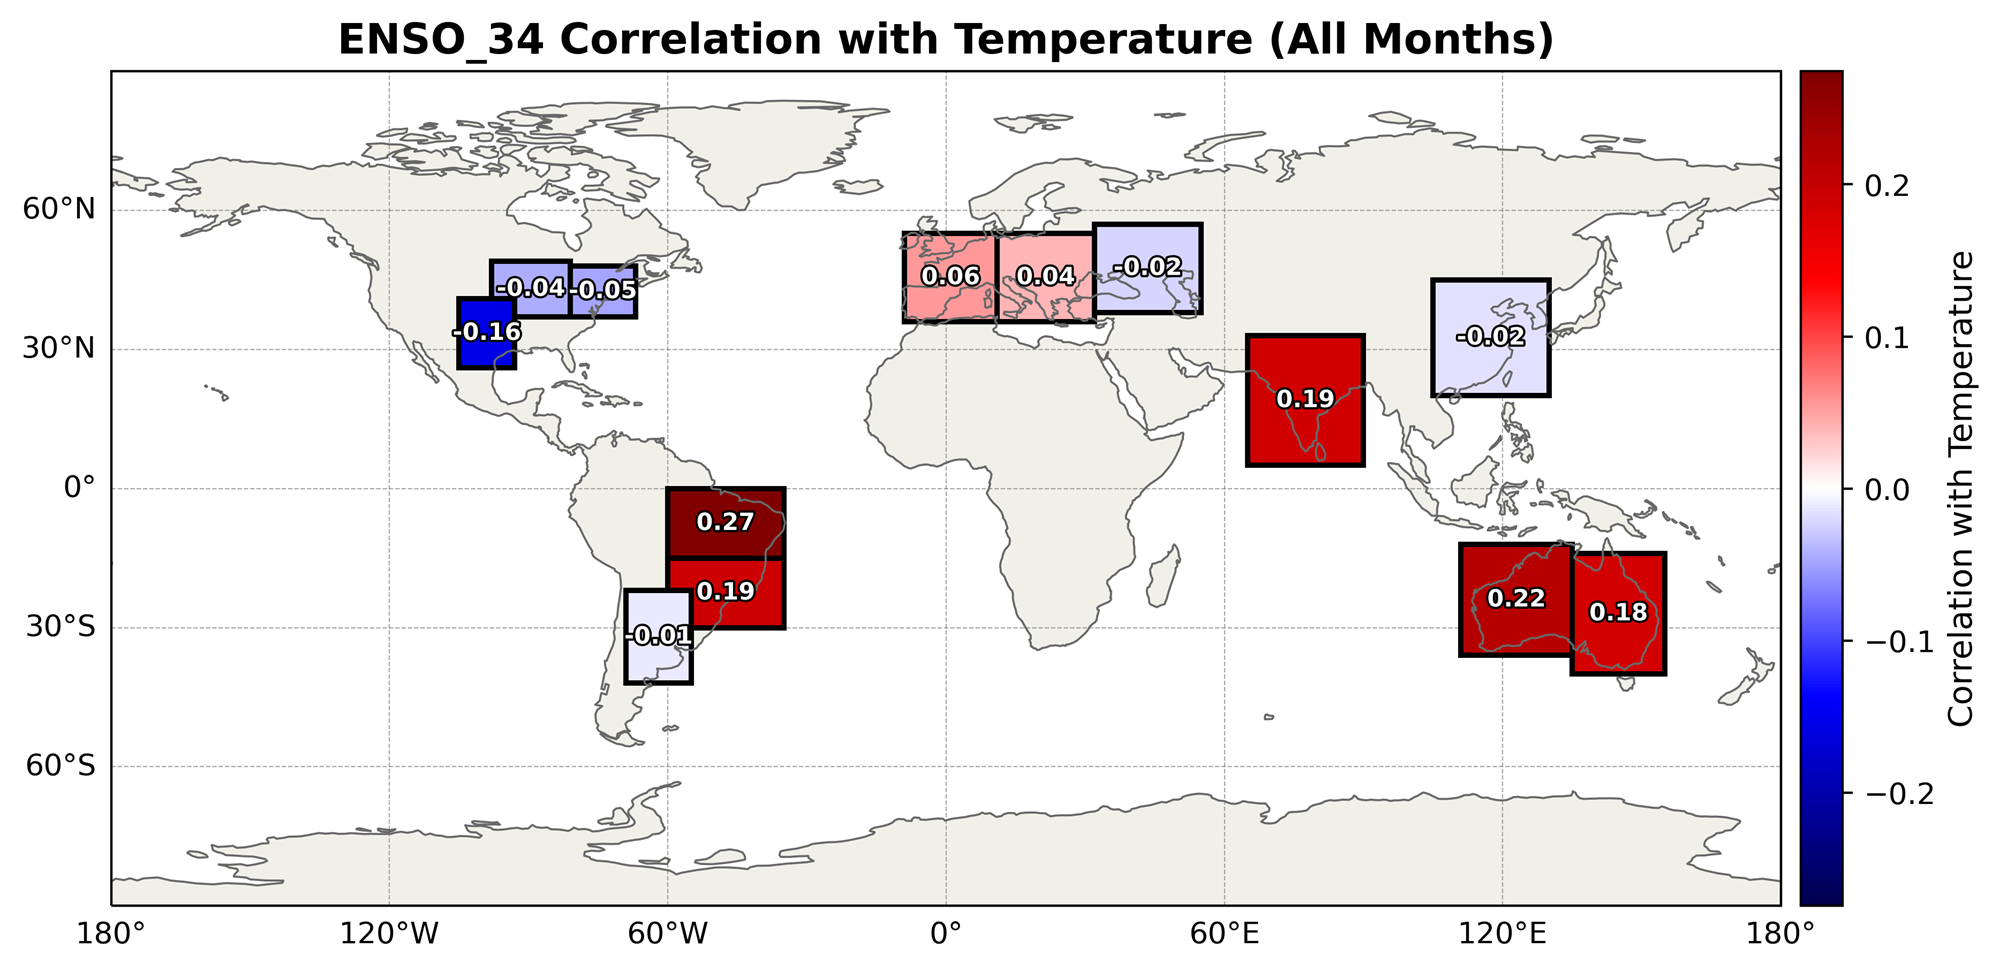 ENSO_34 Correlation with Temperature (All Months)
60°N
30°N
0°
30°S
60°S
180°
120°W
60°W
0°
60°E
120°E
180°
-0.04
-0.05
-0.16
0.06
0.04
-0.02
-0.02
0.19
0.27
0.19
-0.01
0.22
0.18
0.2
0.1
0.0
−0.1
−0.2
Correlation with Temperature